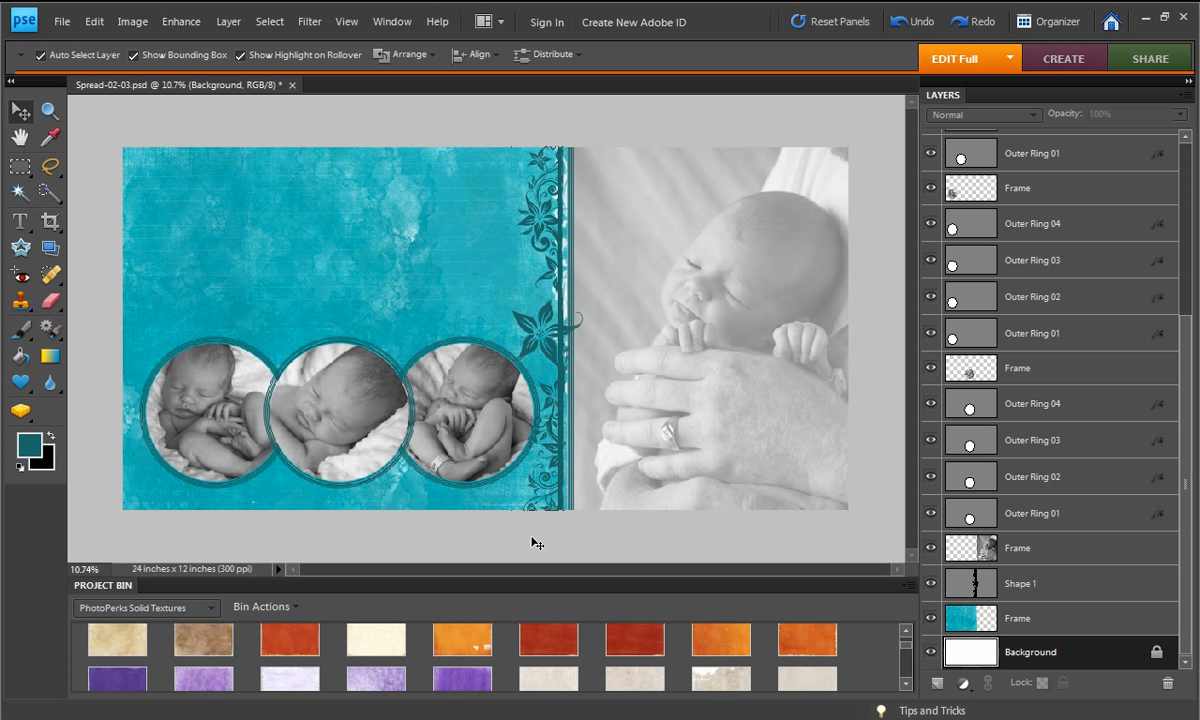 pse File Edit Image Enhance Layer Select Filter View Window Help Sign In Create New Adobe ID Reset Panels Undo Redo Organizer
Auto Select Layer Show Bounding Box Show Highlight on Rollover Arrange Align Distribute EDIT Full CREATE SHARE
Spread-02-03.psd @ 10.7% (Background, RGB/8) *
LAYERS
Normal Opacity: 100%
Outer Ring 01
Frame
Outer Ring 04
Outer Ring 03
Outer Ring 02
Outer Ring 01
Frame
Outer Ring 04
Outer Ring 03
Outer Ring 02
Outer Ring 01
Frame
Shape 1
Frame
Background
Lock:
10.74% 24 inches x 12 inches (300 ppi)
PROJECT BIN
PhotoPerks Solid Textures Bin Actions
Tips and Tricks